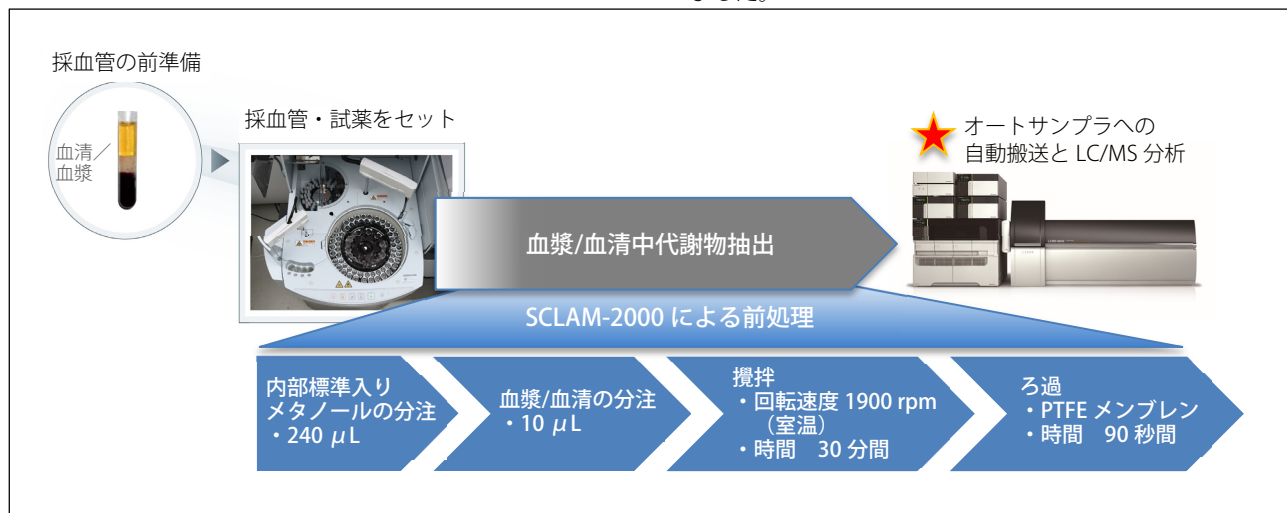 採血管の前準備
血清／
血漿
採血管・試薬をセット
オートサンプラへの
自動搬送と LC/MS 分析
血漿/血清中代謝物抽出
SCLAM-2000 による前処理
内部標準入り
メタノールの分注
・240 μL
血漿/血清の分注
・10 μL
攪拌
・回転速度 1900 rpm
（室温）
・時間　30 分間
ろ過
・PTFE メンブレン
・時間　90 秒間